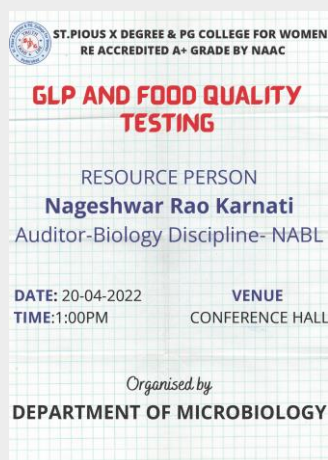 ST.PIOUS X DEGREE & PG COLLEGE FOR WOMEN
RE ACCREDITED A+ GRADE BY NAAC
GLP AND FOOD QUALITY
TESTING
RESOURCE PERSON
Nageshwar Rao Karnati
Auditor-Biology Discipline- NABL
DATE: 20-04-2022
TIME:1:00PM
VENUE
CONFERENCE HALL
Organised by
DEPARTMENT OF MICROBIOLOGY